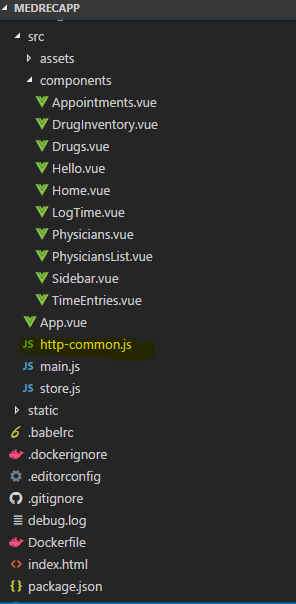 MEDRECAPP
src
assets
components
Appointments.vue
DrugInventory.vue
Drugs.vue
Hello.vue
Home.vue
LogTime.vue
Physicians.vue
PhysiciansList.vue
Sidebar.vue
TimeEntries.vue
App.vue
JS http-common.js
JS main.js
JS store.js
static
.babelrc
.dockerignore
.editorconfig
.gitignore
debug.log
Dockerfile
index.html
package.json